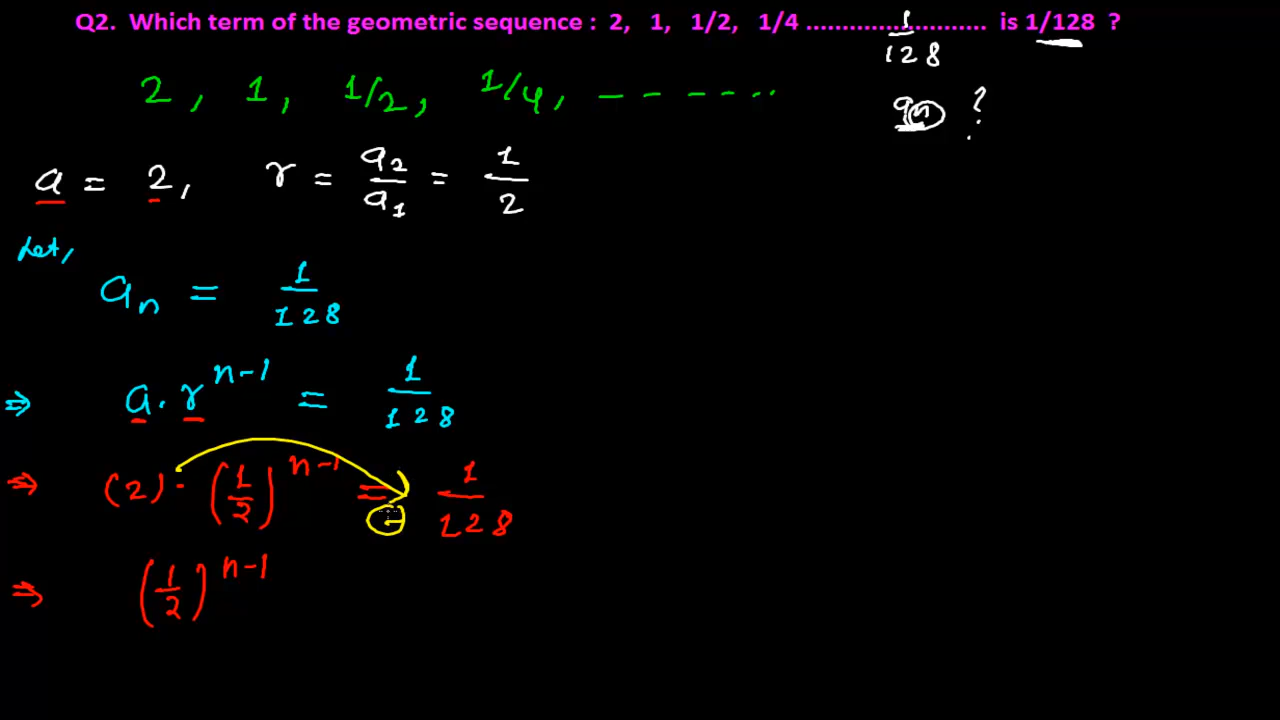 Q2. Which term of the geometric sequence : 2, 1, 1/2, 1/4 ......................... is 1/128 ?
1/128
2, 1, 1/2, 1/4, - - - - - ..
an ?
a = 2, r = a2/a1 = 1/2
Let,
an = 1/128
⇒ a . r^n-1 = 1/128
⇒ (2) . (1/2)^n-1 = 1/128
⇒ (1/2)^n-1